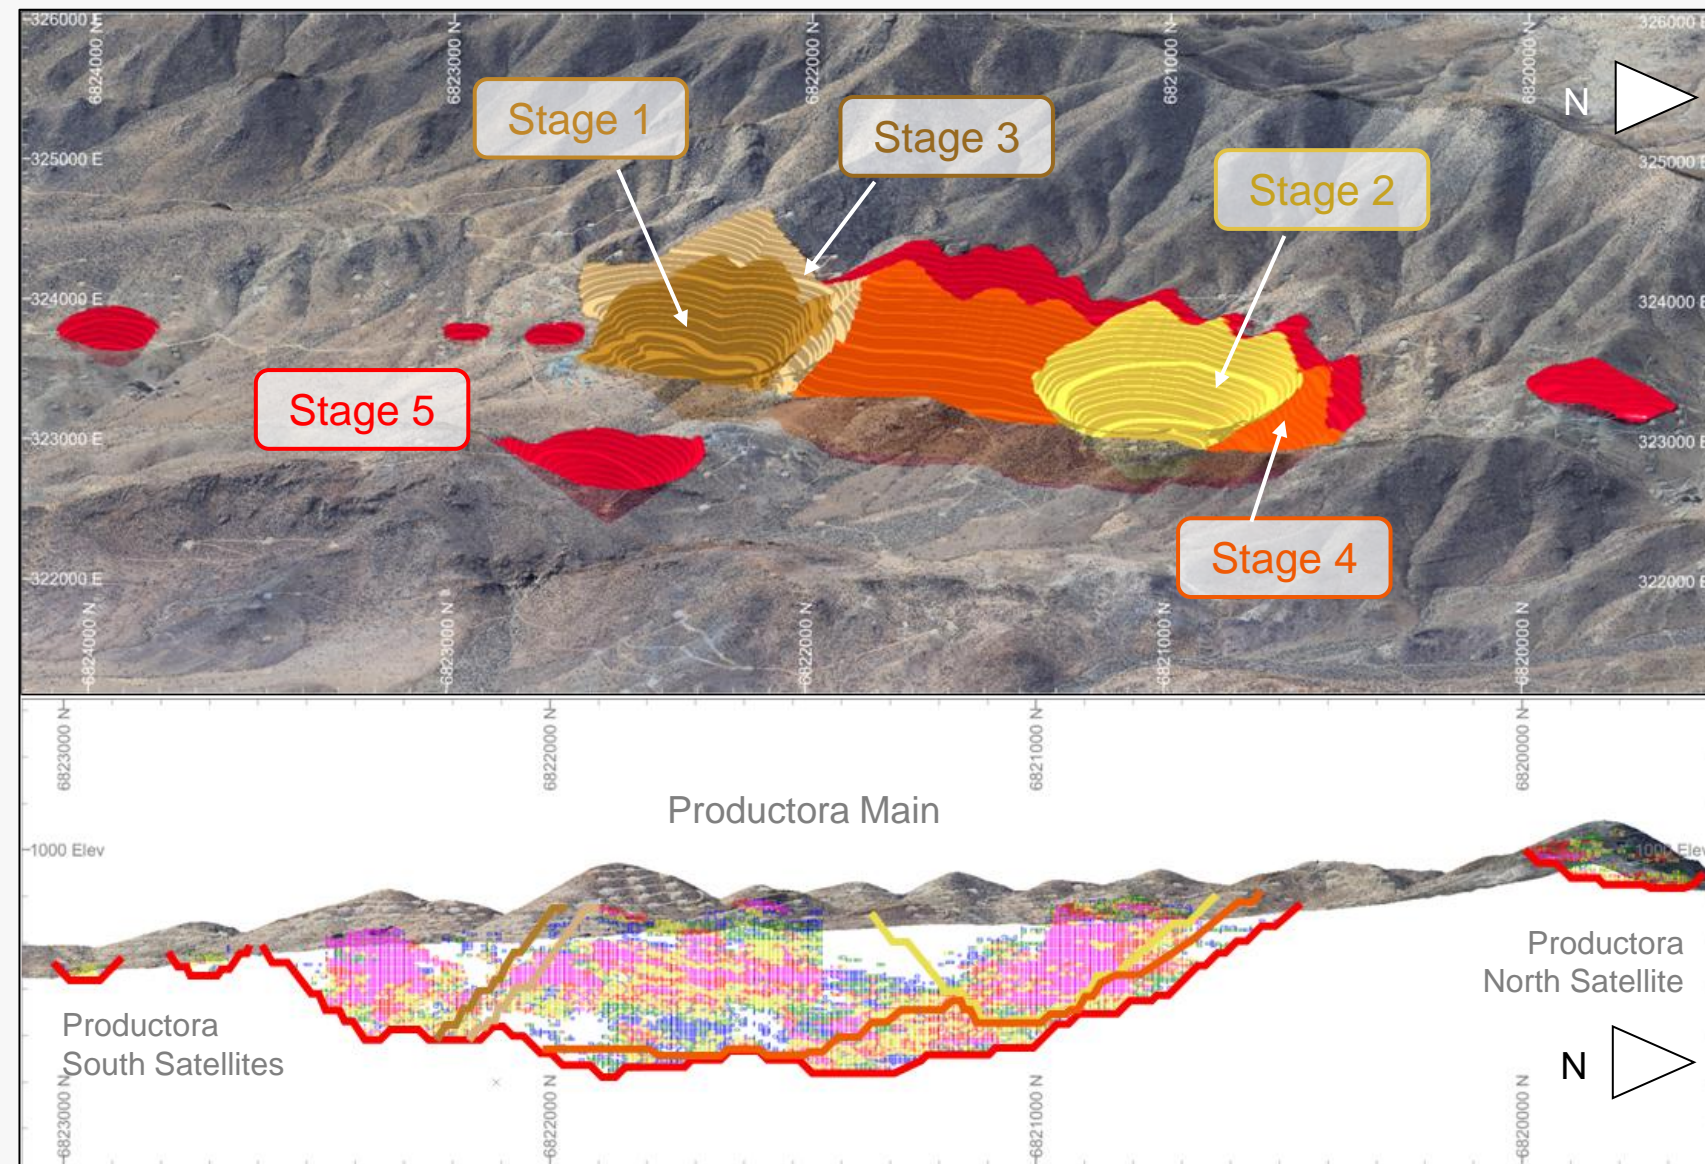 326000 E
326000 E
6824000 N
6823000 N
6822000 N
6821000 N
6820000 N
N
Stage 1
Stage 3
Stage 2
325000 E
325000 E
324000 E
324000 E
Stage 5
323000 E
323000 E
Stage 4
322000 E
322000 E
6824000 N
6823000 N
6822000 N
6821000 N
6820000 N
6823000 N
6822000 N
6821000 N
6820000 N
Productora Main
1000 Elev
1000 Elev
Productora
North Satellite
Productora
South Satellites
N
6823000 N
6822000 N
6821000 N
6820000 N